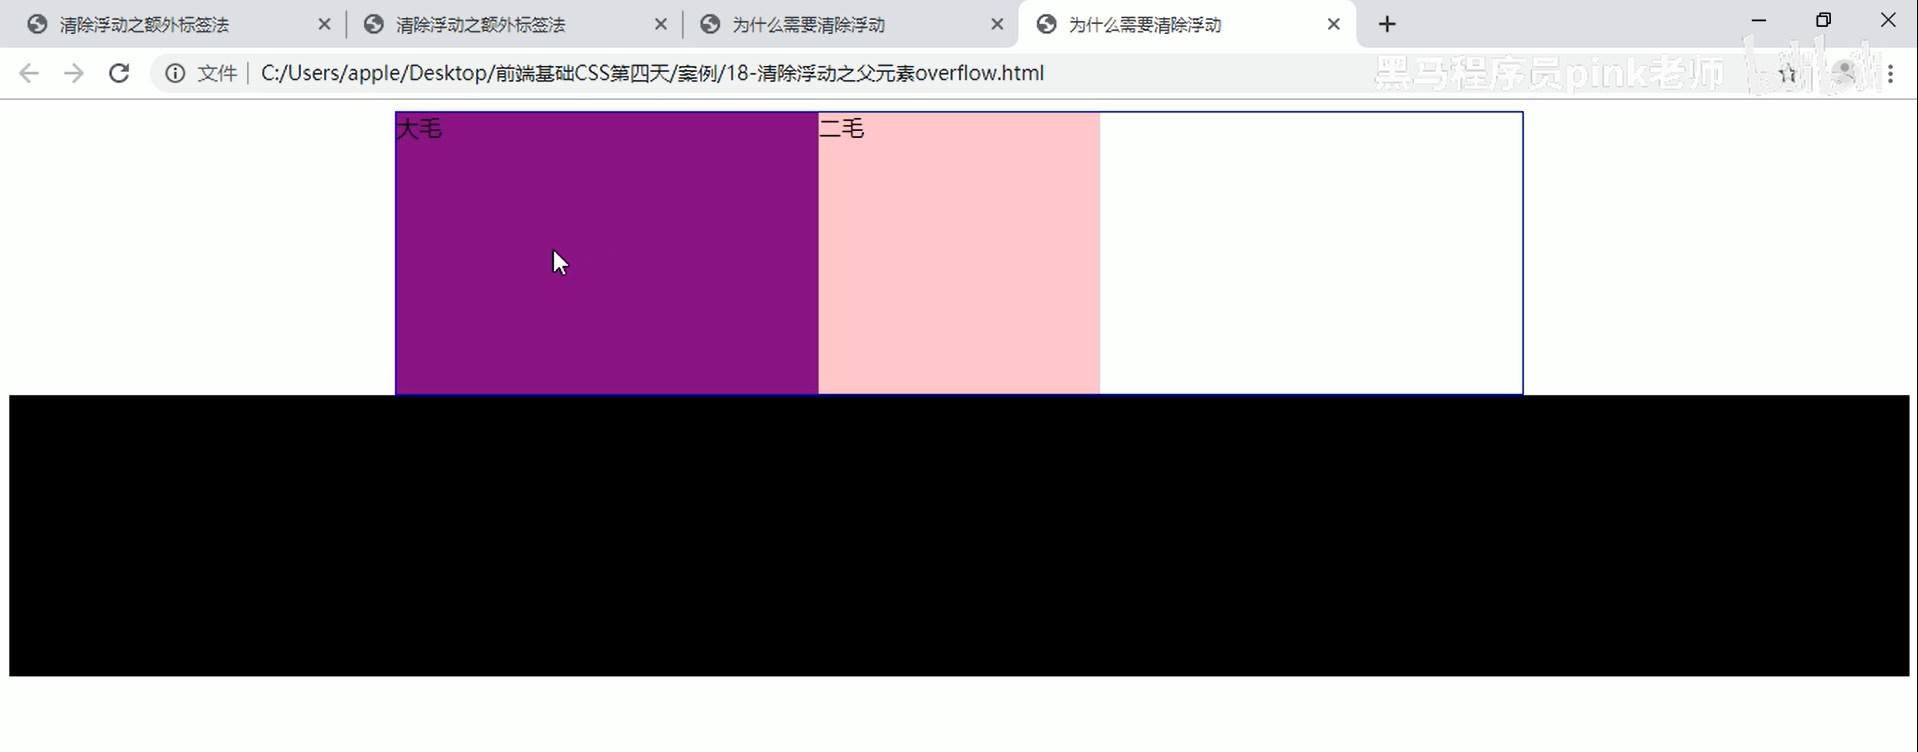 清除浮动之额外标签法
清除浮动之额外标签法
为什么需要清除浮动
为什么需要清除浮动
文件
C:/Users/apple/Desktop/前端基础CSS第四天/案例/18-清除浮动之父元素overflow.html
黑马程序员pink老师
bilibili
大毛
二毛